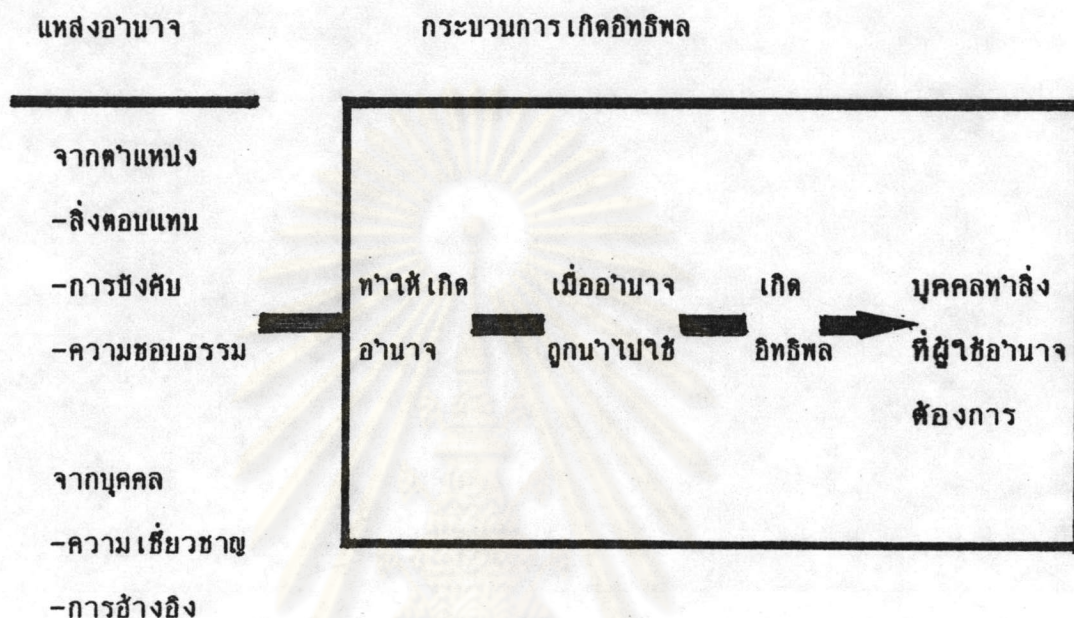 แหล่งอำนาจ
กระบวนการเกิดอิทธิพล
จากตำแหน่ง
-สิ่งตอบแทน
-การบังคับ
-ความชอบธรรม
จากบุคคล
-ความเชี่ยวชาญ
-การอ้างอิง
ทำให้เกิด
อำนาจ
เมื่ออำนาจ
ถูกนำไปใช้
เกิด
อิทธิพล
บุคคลทำสิ่ง
ที่ผู้ใช้อำนาจ
ต้องการ